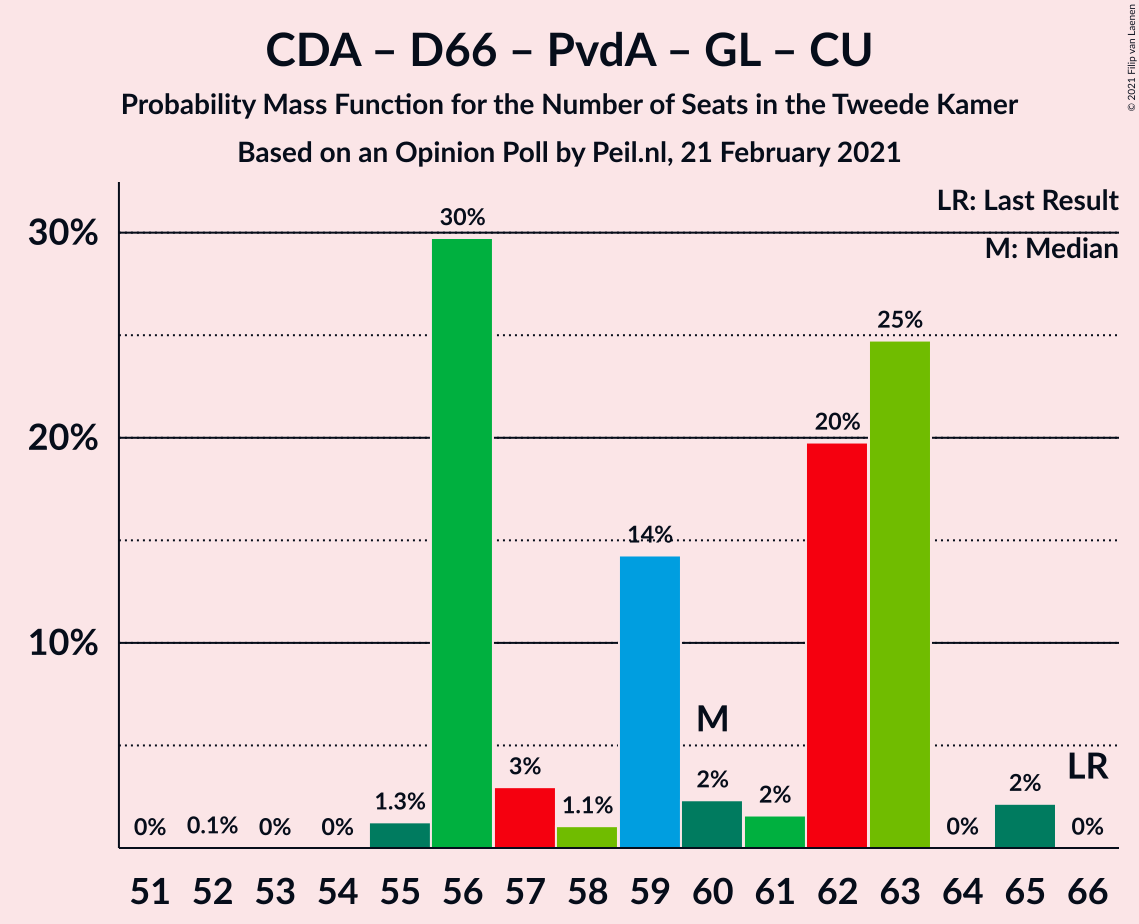 CDA – D66 – PvdA – GL – CU
Probability Mass Function for the Number of Seats in the Tweede Kamer
Based on an Opinion Poll by Peil.nl, 21 February 2021
© 2021 Filip van Laenen
LR: Last Result
M: Median
30%
20%
10%
0%
0.1%
0%
0%
1.3%
30%
3%
1.1%
14%
M
2%
2%
20%
25%
0%
2%
LR
0%
51 52 53 54 55 56 57 58 59 60 61 62 63 64 65 66